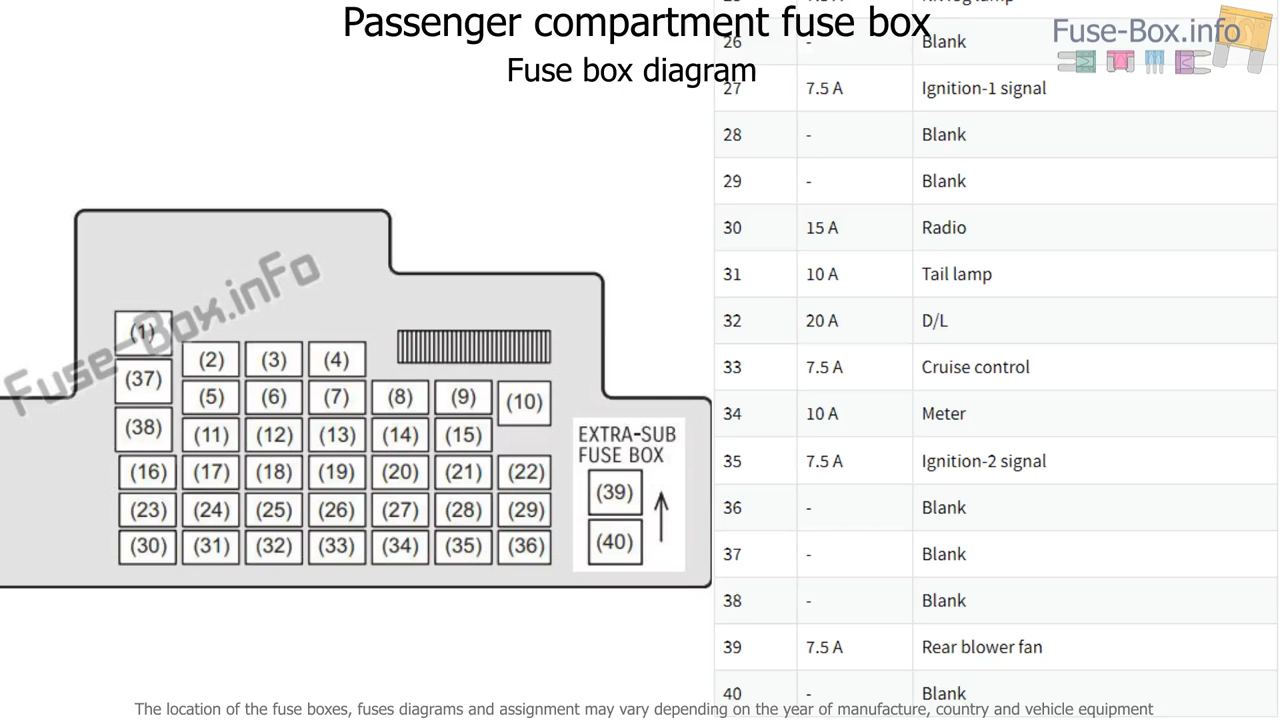 Passenger compartment fuse box
Fuse box diagram
Fuse-Box.info
26 - Blank
27 7.5 A Ignition-1 signal
28 - Blank
29 - Blank
30 15 A Radio
31 10 A Tail lamp
32 20 A D/L
33 7.5 A Cruise control
34 10 A Meter
35 7.5 A Ignition-2 signal
36 - Blank
37 - Blank
38 - Blank
39 7.5 A Rear blower fan
40 - Blank
Fuse-Box.info
(1)
(37)
(38)
(2) (3) (4)
(5) (6) (7) (8) (9) (10)
(11) (12) (13) (14) (15)
(16) (17) (18) (19) (20) (21) (22)
(23) (24) (25) (26) (27) (28) (29)
(30) (31) (32) (33) (34) (35) (36)
EXTRA-SUB
FUSE BOX
(39)
(40)
The location of the fuse boxes, fuses diagrams and assignment may vary depending on the year of manufacture, country and vehicle equipment